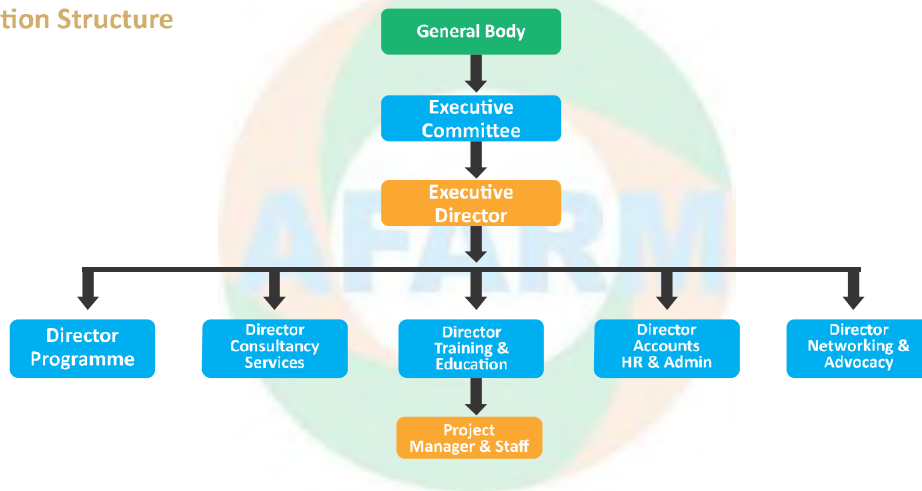 tion Structure
General Body
Executive
Committee
Executive
Director
AFARM
Director
Programme
Director
Consultancy
Services
Director
Training &
Education
Director
Accounts
HR & Admin
Director
Networking &
Advocacy
Project
Manager & Staff